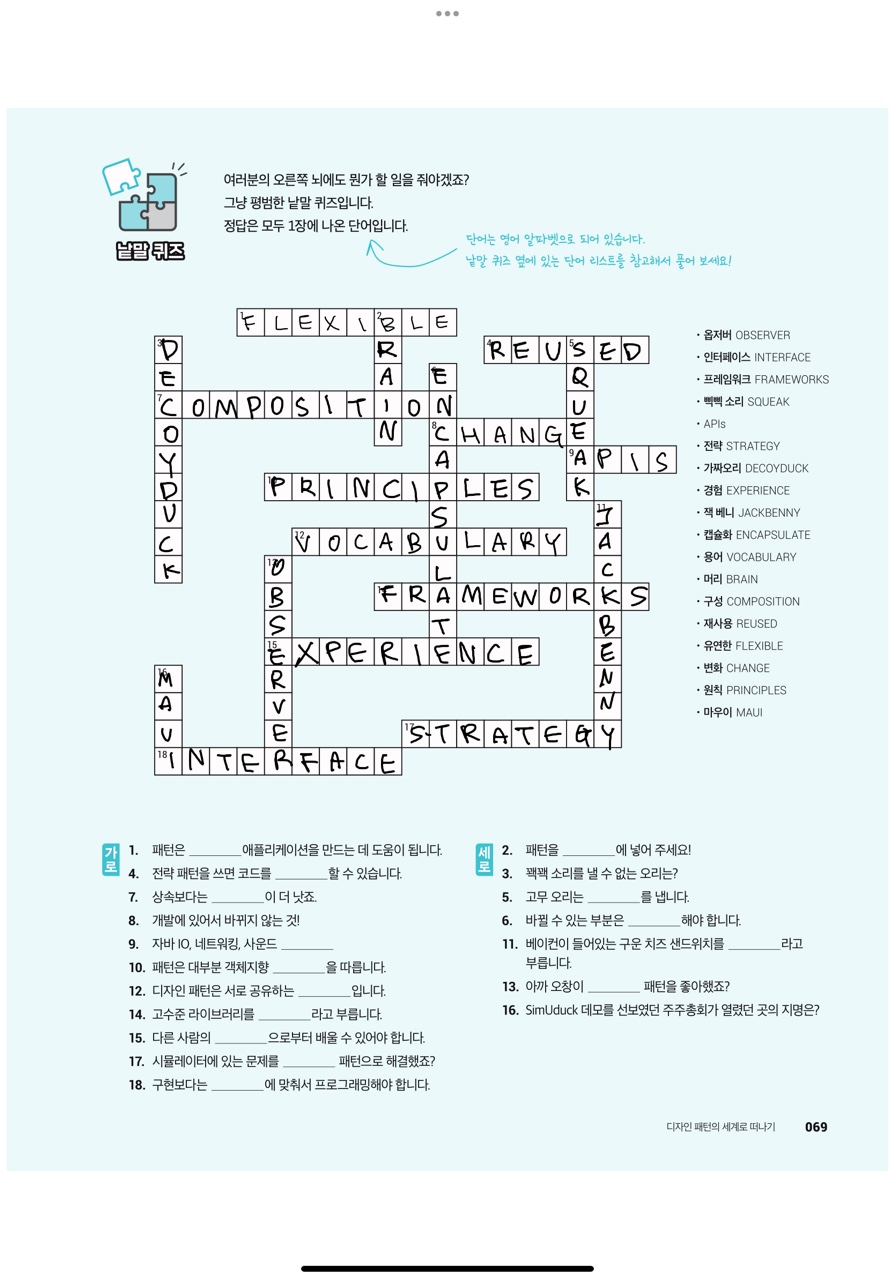 여러분의 오른쪽 뇌에도 뭔가 할 일을 줘야겠죠?
그냥 평범한 낱말 퀴즈입니다.
정답은 모두 1장에 나온 단어입니다.
낱말 퀴즈
단어는 영어 알파벳으로 되어 있습니다.
낱말 퀴즈 옆에 있는 단어 리스트를 참고해서 풀어 보세요!
1 FLEXIBLE
2 BRAIN
3 DECOYDUCK
4 REUSED
5 SQUEAK
ENCAPSULATE
7 COMPOSITION
8 CHANGE
9 APIS
10 PRINCIPLES
11 JACKBENNY
12 VOCABULARY
13 OBSERVER
FRAMEWORKS
15 EXPERIENCE
16 MAUI
17 STRATEGY
18 INTERFACE
· 옵저버 OBSERVER
· 인터페이스 INTERFACE
· 프레임워크 FRAMEWORKS
· 삑삑 소리 SQUEAK
· APIs
· 전략 STRATEGY
· 가짜오리 DECOYDUCK
· 경험 EXPERIENCE
· 잭 베니 JACKBENNY
· 캡슐화 ENCAPSULATE
· 용어 VOCABULARY
· 머리 BRAIN
· 구성 COMPOSITION
· 재사용 REUSED
· 유연한 FLEXIBLE
· 변화 CHANGE
· 원칙 PRINCIPLES
· 마우이 MAUI
가로
1. 패턴은 ________애플리케이션을 만드는 데 도움이 됩니다.
4. 전략 패턴을 쓰면 코드를 ________할 수 있습니다.
7. 상속보다는 ________이 더 낫죠.
8. 개발에 있어서 바뀌지 않는 것!
9. 자바 IO, 네트워킹, 사운드 ________
10. 패턴은 대부분 객체지향 ________을 따릅니다.
12. 디자인 패턴은 서로 공유하는 ________입니다.
14. 고수준 라이브러리를 ________라고 부릅니다.
15. 다른 사람의 ________으로부터 배울 수 있어야 합니다.
17. 시뮬레이터에 있는 문제를 ________ 패턴으로 해결했죠?
18. 구현보다는 ________에 맞춰서 프로그래밍해야 합니다.
세로
2. 패턴을 ________에 넣어 주세요!
3. 꽥꽥 소리를 낼 수 없는 오리는?
5. 고무 오리는 ________를 냅니다.
6. 바뀔 수 있는 부분은 ________해야 합니다.
11. 베이컨이 들어있는 구운 치즈 샌드위치를 ________라고
부릅니다.
13. 아까 오창이 ________ 패턴을 좋아했죠?
16. SimUduck 데모를 선보였던 주주총회가 열렸던 곳의 지명은?
디자인 패턴의 세계로 떠나기 069